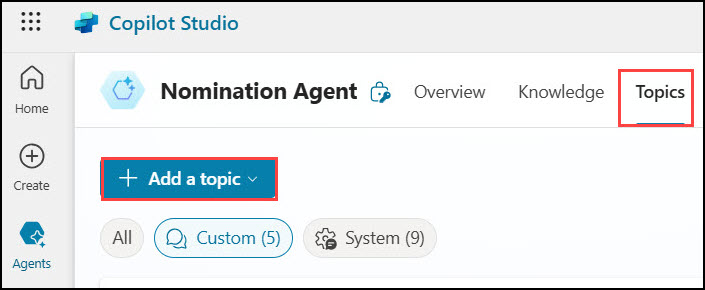 Copilot Studio
Home
Create
Agents
Nomination Agent Overview Knowledge Topics
+ Add a topic
All Custom (5) System (9)